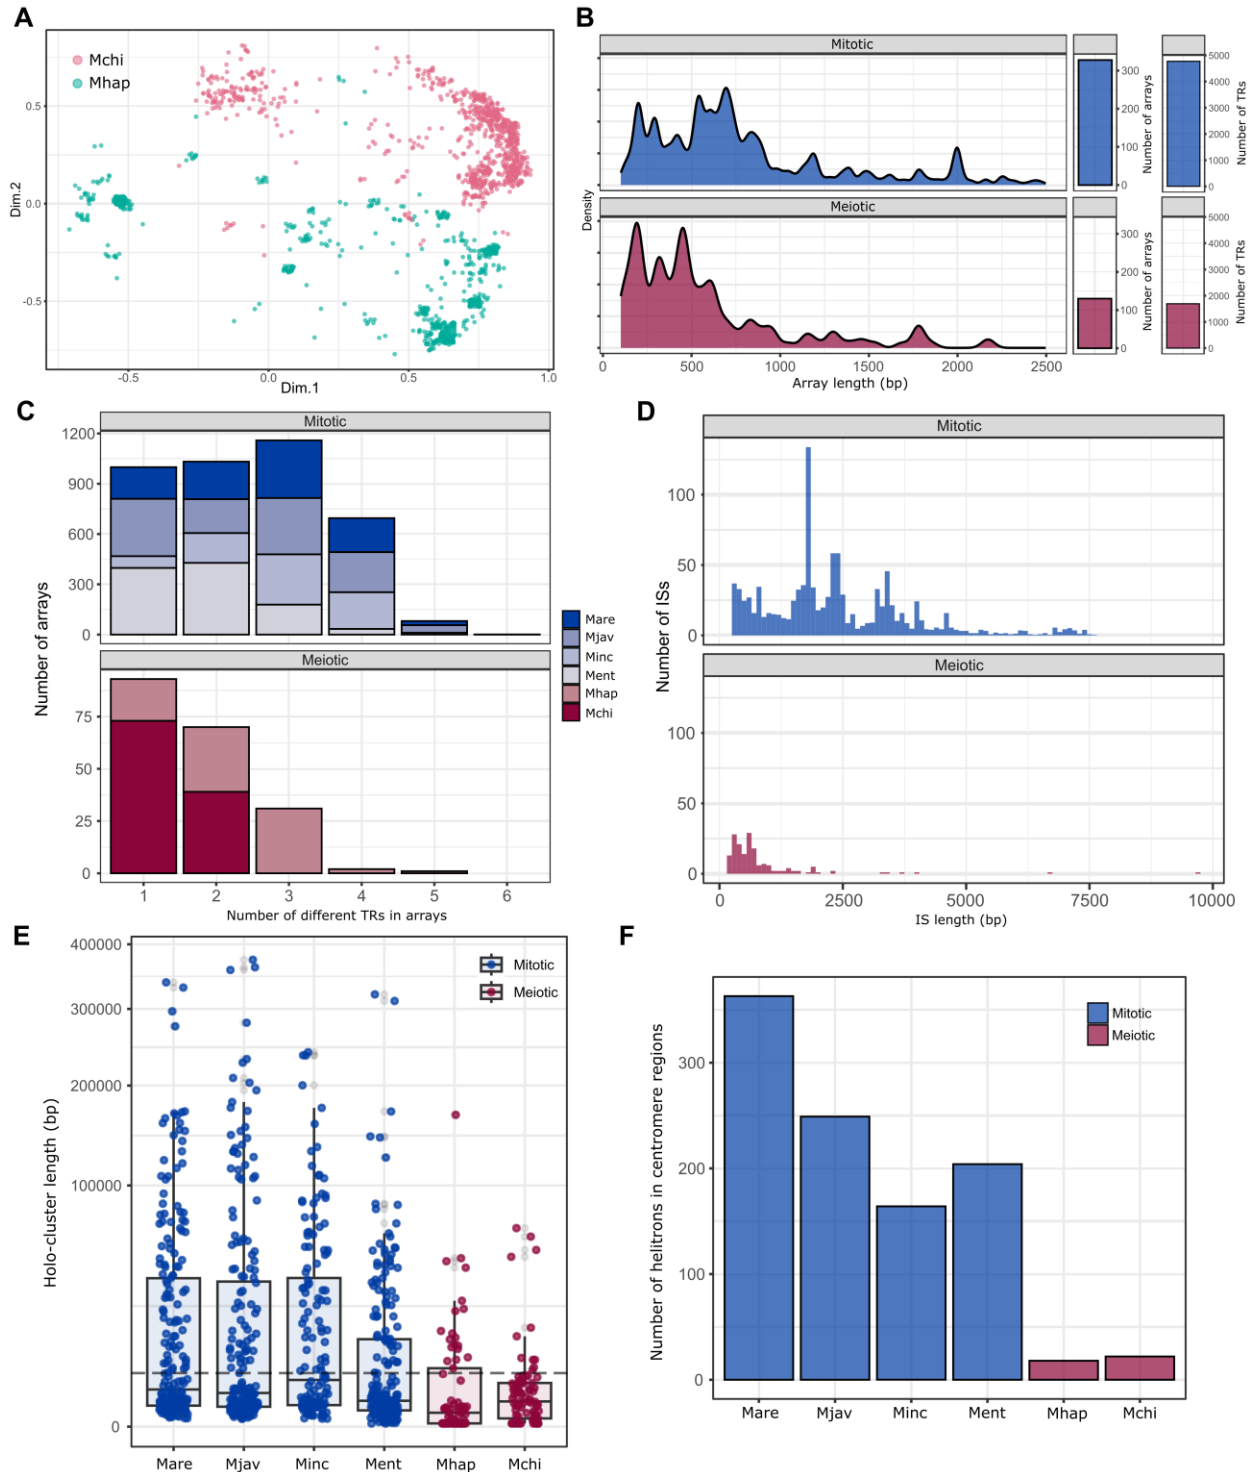 A
Mchi
Mhap
Dim.2
0.5
0.0
-0.5
-0.5
0.0
0.5
1.0
Dim.1
B
Mitotic
Meiotic
Density
0
500
1000
1500
2000
2500
Array length (bp)
300
200
100
0
Number of arrays
5000
4000
3000
2000
1000
0
Number of TRs
300
200
100
0
Number of arrays
5000
4000
3000
2000
1000
0
Number of TRs
C
Mitotic
1200
900
600
300
0
Number of arrays
Meiotic
75
50
25
0
1
2
3
4
5
6
Number of different TRs in arrays
Mare
Mjav
Minc
Ment
Mhap
Mchi
D
Mitotic
100
50
0
Number of ISs
Meiotic
100
50
0
0
2500
5000
7500
10000
IS length (bp)
E
400000
300000
200000
100000
0
Holo-cluster length (bp)
Mitotic
Meiotic
Mare
Mjav
Minc
Ment
Mhap
Mchi
F
300
200
100
0
Number of helitrons in centromere regions
Mitotic
Meiotic
Mare
Mjav
Minc
Ment
Mhap
Mchi